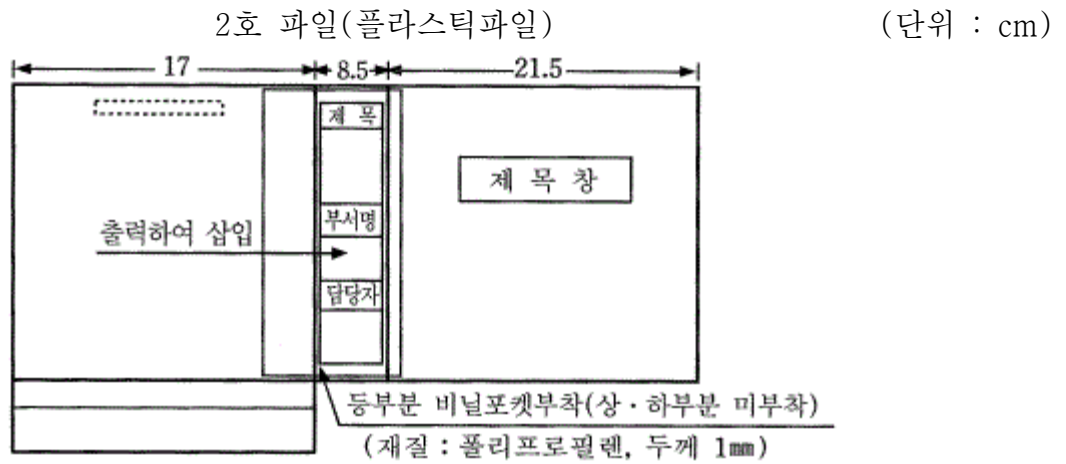 2호 파일(플라스틱파일) (단위 : cm)
17 8.5 21.5
제 목
제 목 창
부서명
출력하여 삽입
담당자
등부분 비닐포켓부착(상·하부분 미부착)
(재질 : 폴리프로필렌, 두께 1㎜)